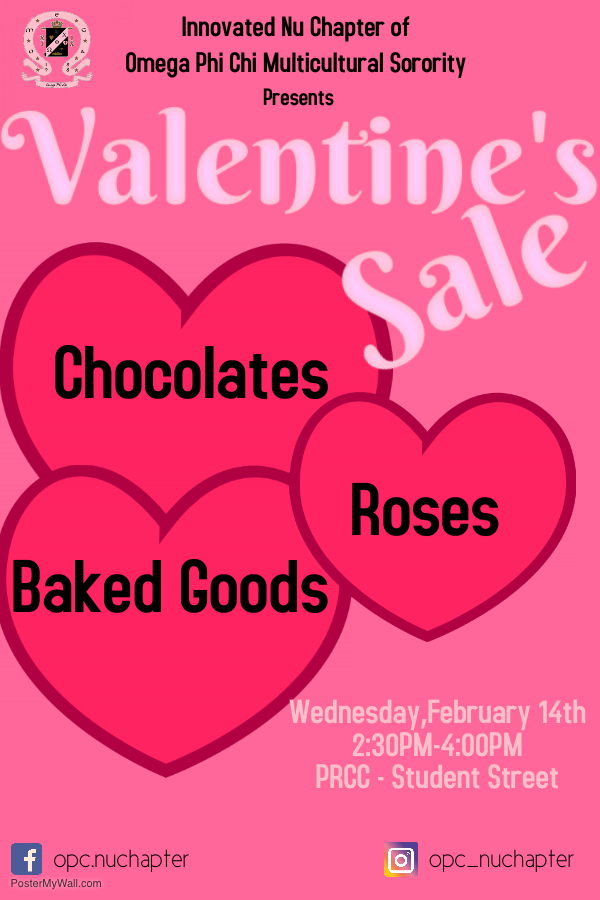 Innovated Nu Chapter of
Omega Phi Chi Multicultural Sorority
Presents
Valentine's
Sale
Chocolates
Roses
Baked Goods
Wednesday,February 14th
2:30PM-4:00PM
PRCC - Student Street
opc.nuchapter
opc_nuchapter
PosterMyWall.com